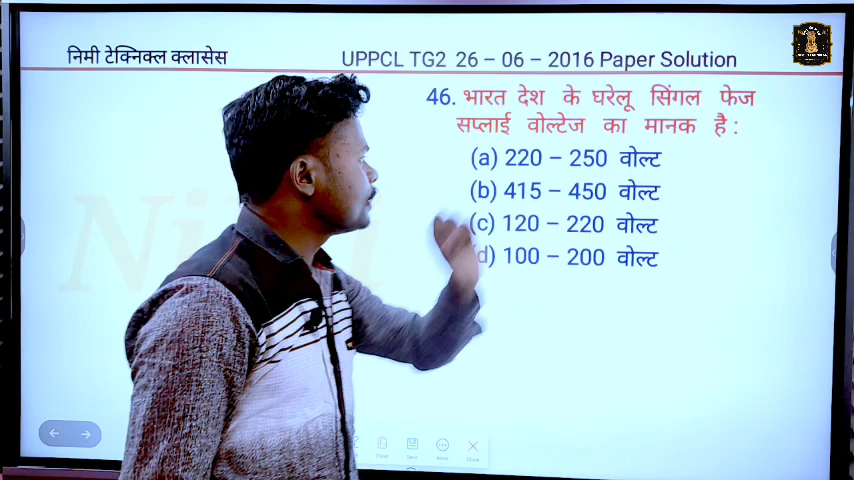 निमी टेक्निकल क्लासेस
UPPCL TG2 26 – 06 – 2016 Paper Solution
46. भारत देश के घरेलू सिंगल फेज
सप्लाई वोल्टेज का मानक है :
(a) 220 – 250 वोल्ट
(b) 415 – 450 वोल्ट
(c) 120 – 220 वोल्ट
d) 100 – 200 वोल्ट